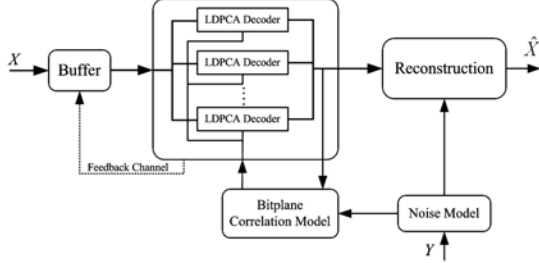 LDPCA Decoder
X
Buffer
LDPCA Decoder
Reconstruction
X̂
LDPCA Decoder
Feedback Channel
Bitplane
Correlation Model
Noise Model
Y